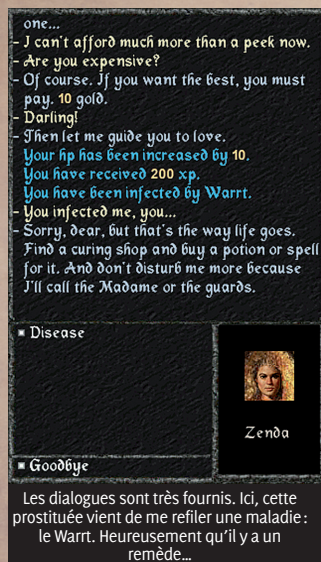 one...
- I can't afford much more than a peek now.
- Are you expensive?
- Of course. If you want the best, you must
pay. 10 gold.
- Darling!
- Then let me guide you to love.
Your hp has been increased by 10.
You have received 200 xp.
You have been infected by Warrt.
- You infected me, you...
- Sorry, dear, but that's the way life goes.
Find a curing shop and buy a potion or spell
for it. And don't disturb me more because
I'll call the Madame or the guards.
Disease
Zenda
Goodbye
Les dialogues sont très fournis. Ici, cette
prostituée vient de me refiler une maladie :
le Warrt. Heureusement qu'il y a un
remède...